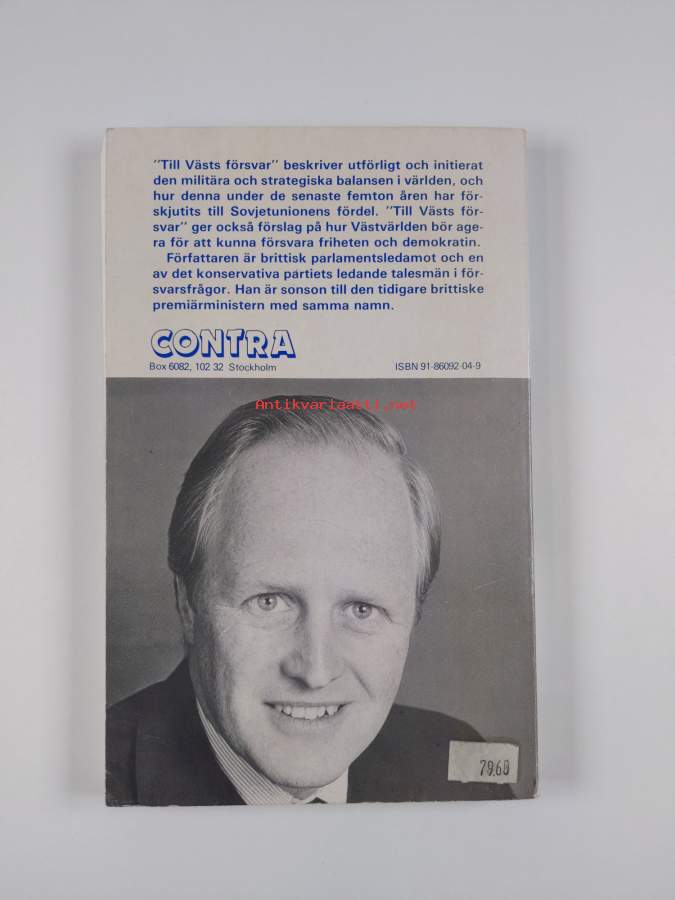 "Till Västs försvar" beskriver utförligt och initierat
den militära och strategiska balansen i världen, och
hur denna under de senaste femton åren har för-
skjutits till Sovjetunionens fördel. "Till Västs för-
svar" ger också förslag på hur Västvärlden bör age-
ra för att kunna försvara friheten och demokratin.
Författaren är brittisk parlamentsledamot och en
av det konservativa partiets ledande talesmän i för-
svarsfrågor. Han är sonson till den tidigare brittiske
premiärministern med samma namn.
CONTRA
Box 6082, 102 32 Stockholm ISBN 91-86092-04-9
Antikvariaatti.net
7960